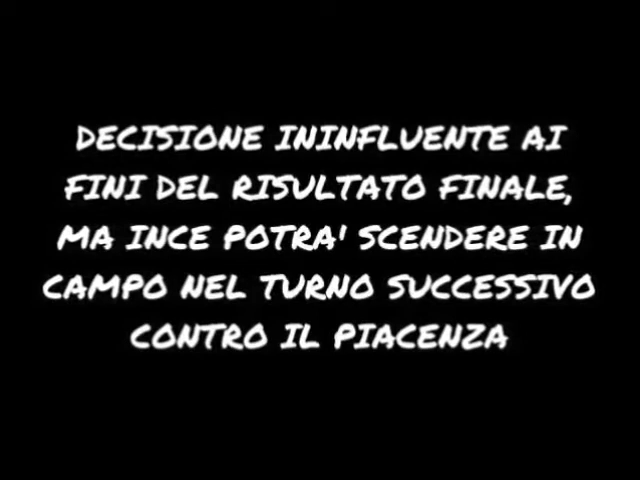 DECISIONE ININFLUENTE AI
FINI DEL RISULTATO FINALE,
MA INCE POTRA' SCENDERE IN
CAMPO NEL TURNO SUCCESSIVO
CONTRO IL PIACENZA